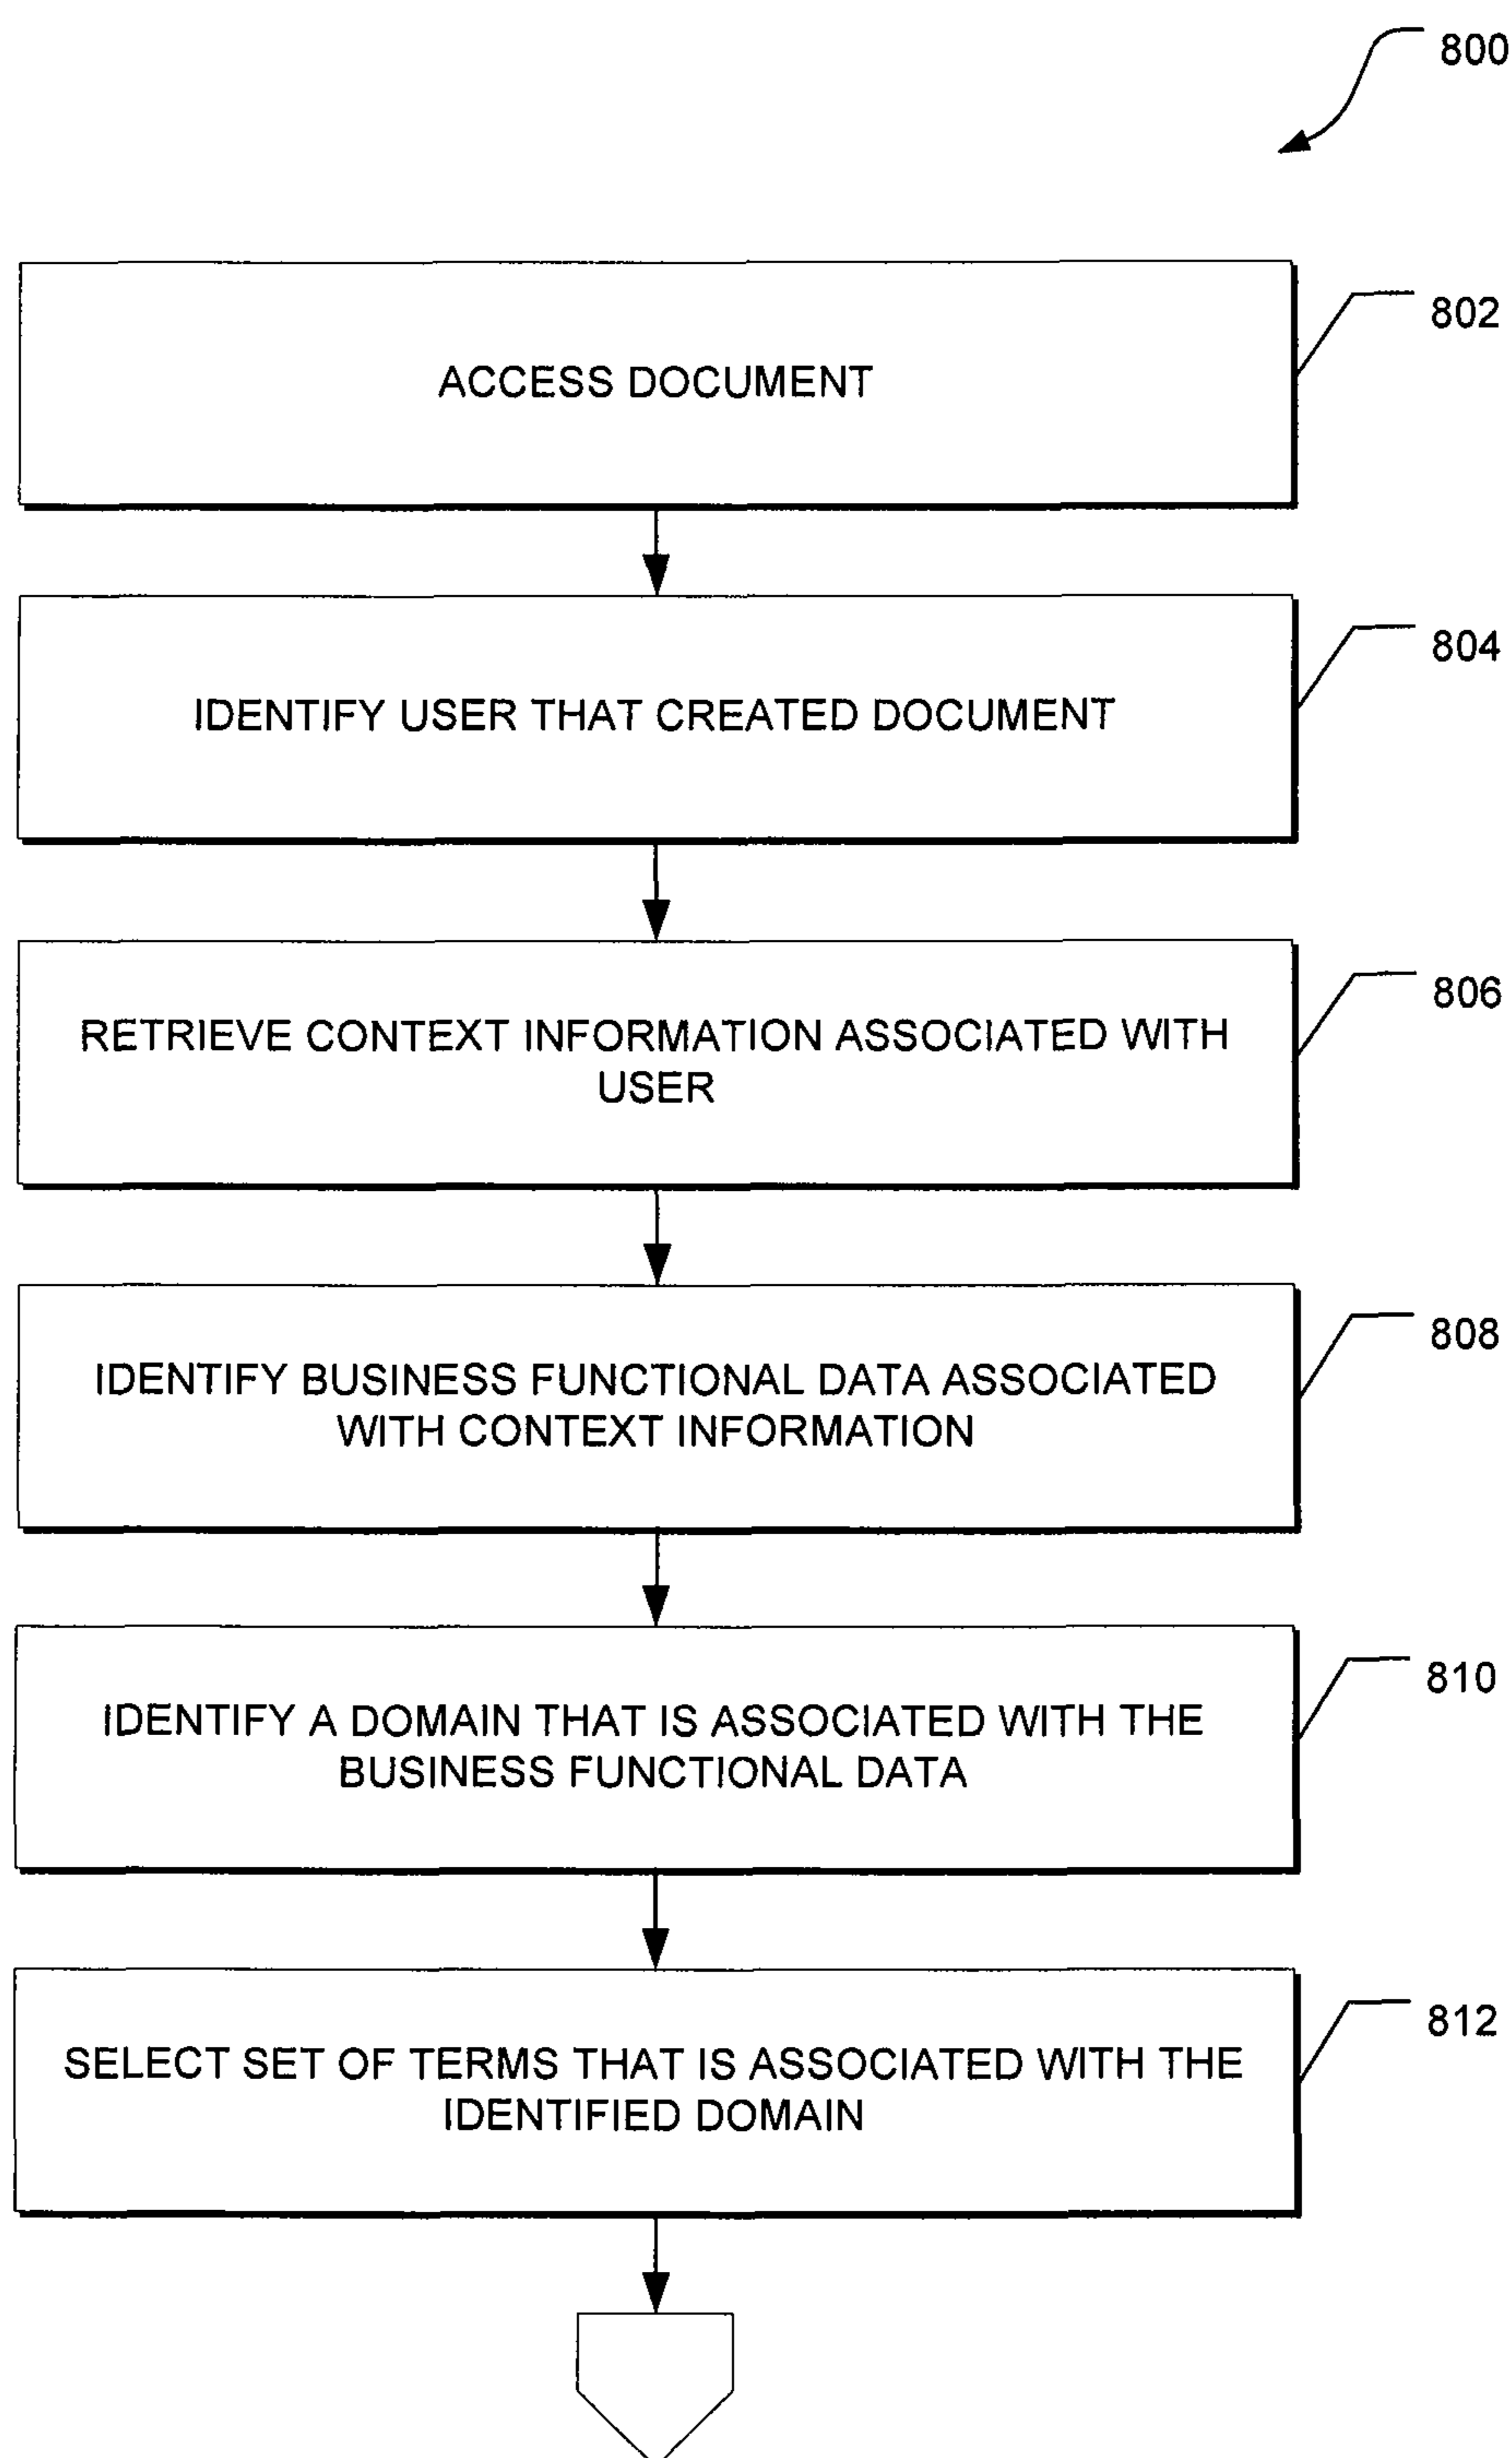 800
802
ACCESS DOCUMENT
804
IDENTIFY USER THAT CREATED DOCUMENT
806
RETRIEVE CONTEXT INFORMATION ASSOCIATED WITH
USER
808
IDENTIFY BUSINESS FUNCTIONAL DATA ASSOCIATED
WITH CONTEXT INFORMATION
810
IDENTIFY A DOMAIN THAT IS ASSOCIATED WITH THE
BUSINESS FUNCTIONAL DATA
812
SELECT SET OF TERMS THAT IS ASSOCIATED WITH THE
IDENTIFIED DOMAIN